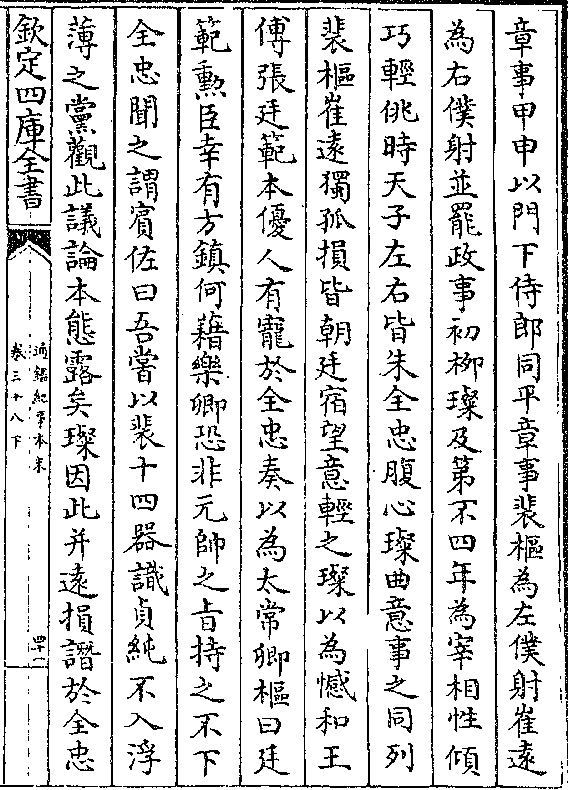 章事甲申以門下侍郎同平章事裴樞為左僕射崔遠
為右僕射並罷政事初柳璨及第不四年為宰相性傾
巧輕佻時天子左右皆朱全忠腹心璨曲意事之同列
裴樞崔遠獨孤損皆朝廷宿望意輕之璨以為憾和王
傅張廷範本優人有寵於全忠奏以為太常卿樞曰廷
範勲臣幸有方鎮何藉樂卿恐非元帥之㫖持之不下
全忠聞之謂賓佐曰吾嘗以裴十四器識貞純不入浮
薄之黨觀此議論本態露矣璨因此并遠損譖於全忠
欽定四庫全書
通鑑紀事本末
卷三十八下
四十一